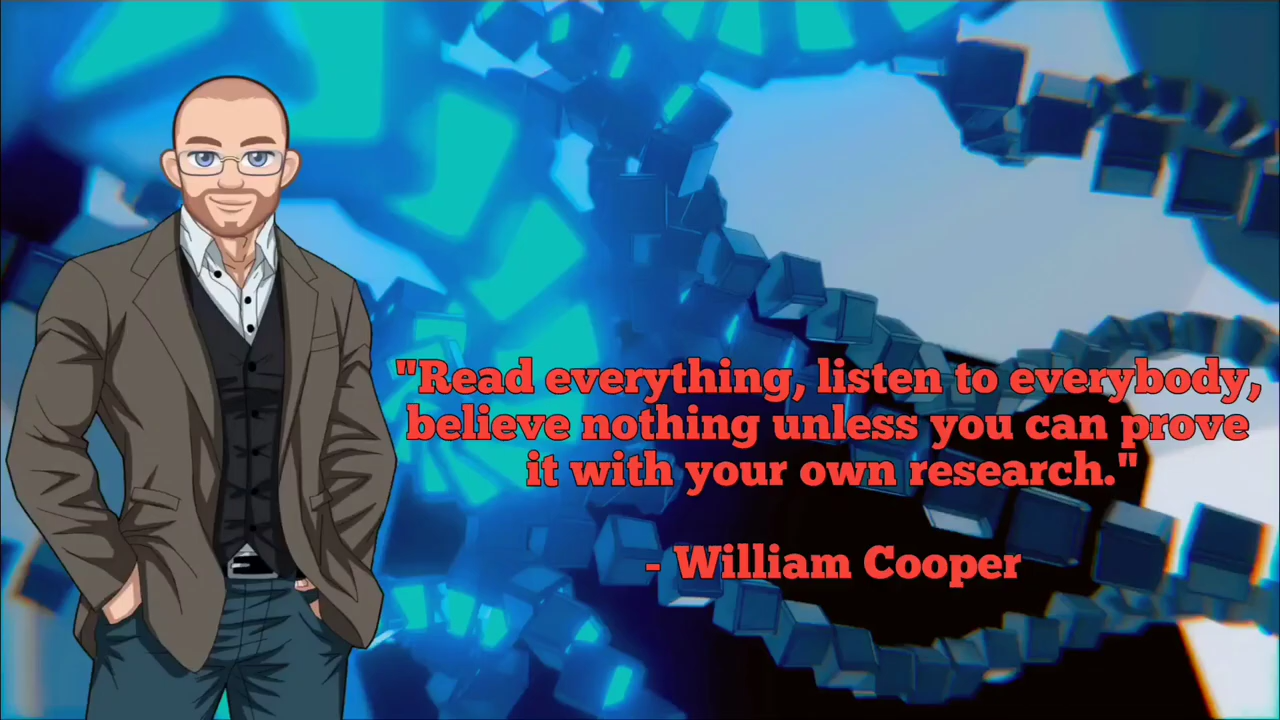 "Read everything, listen to everybody,
believe nothing unless you can prove
it with your own research."
- William Cooper